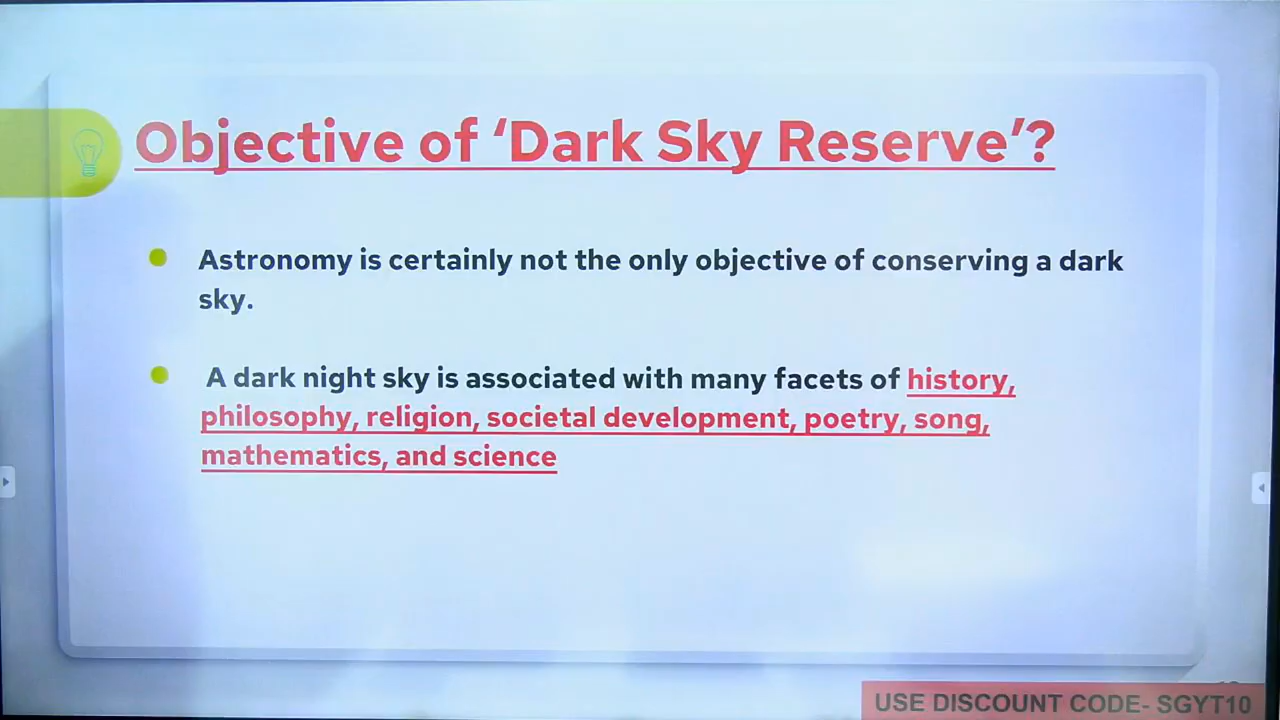 Objective of ‘Dark Sky Reserve’?
Astronomy is certainly not the only objective of conserving a dark
sky.
A dark night sky is associated with many facets of history,
philosophy, religion, societal development, poetry, song,
mathematics, and science
USE DISCOUNT CODE- SGYT10